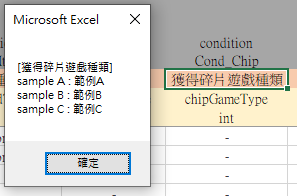 Microsoft Excel
[獲得碎片遊戲種類]
sample A : 範例A
sample B : 範例B
sample C : 範例C
確定
condition
Cond_Chip
獲得碎片遊戲種類
chipGameType
int
-
-
-
-
-
-